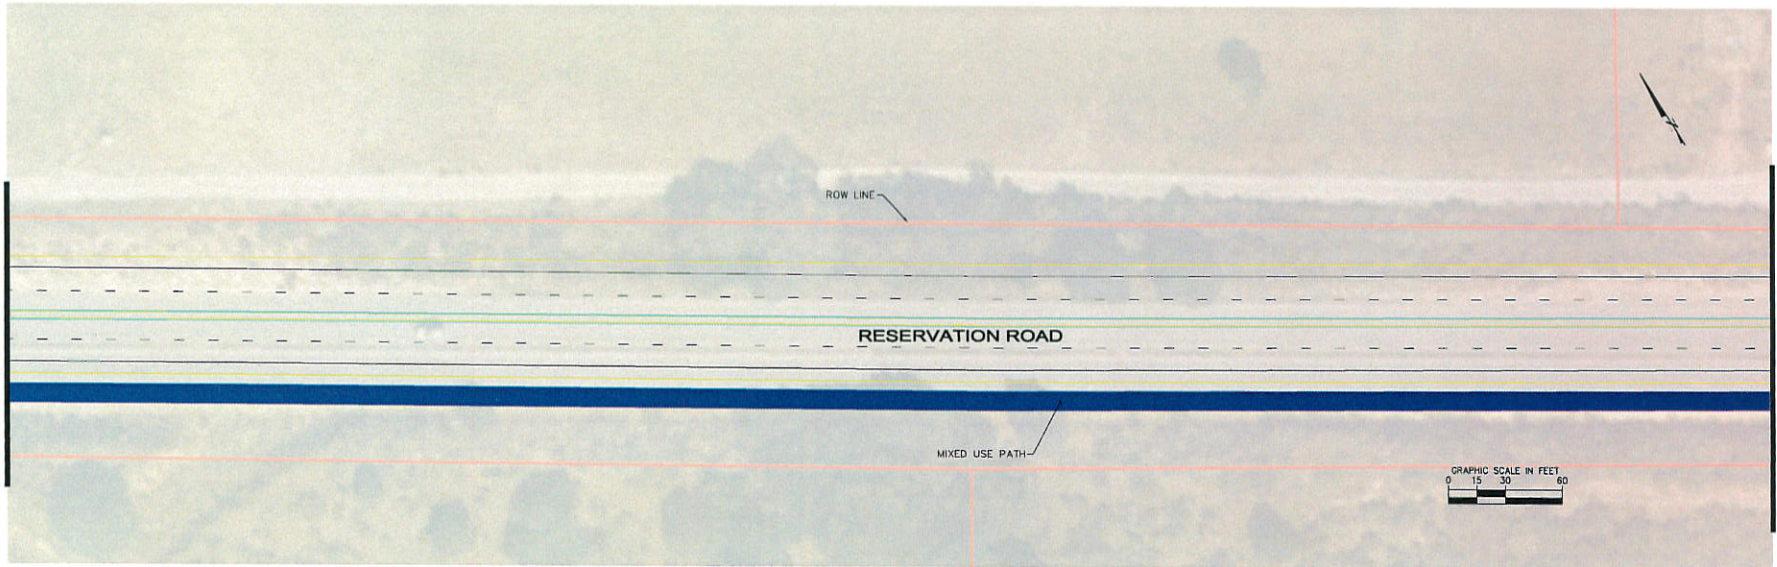 ROW LINE
RESERVATION ROAD
MIXED USE PATH
GRAPHIC SCALE IN FEET
0 15 30 60